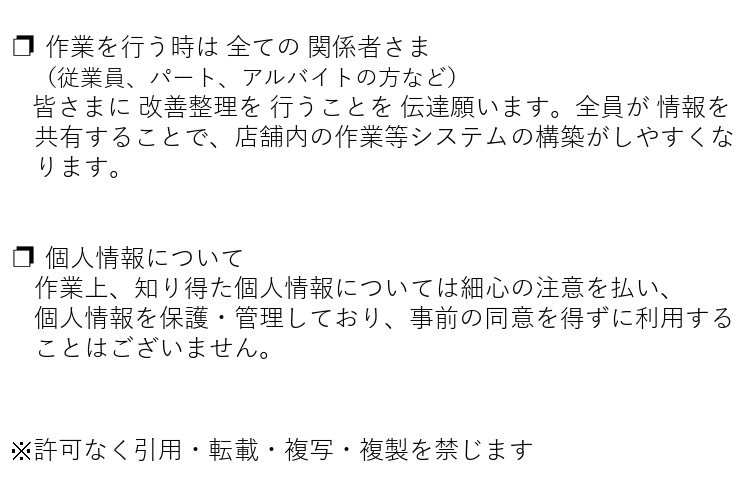 ❐ 作業を行う時は 全ての 関係者さま
（従業員、パート、アルバイトの方など）
皆さまに 改善整理を 行うことを 伝達願います。全員が 情報を
共有することで、店舗内の作業等システムの構築がしやすくな
ります。
❐ 個人情報について
作業上、知り得た個人情報については細心の注意を払い、
個人情報を保護・管理しており、事前の同意を得ずに利用する
ことはございません。
※許可なく引用・転載・複写・複製を禁じます